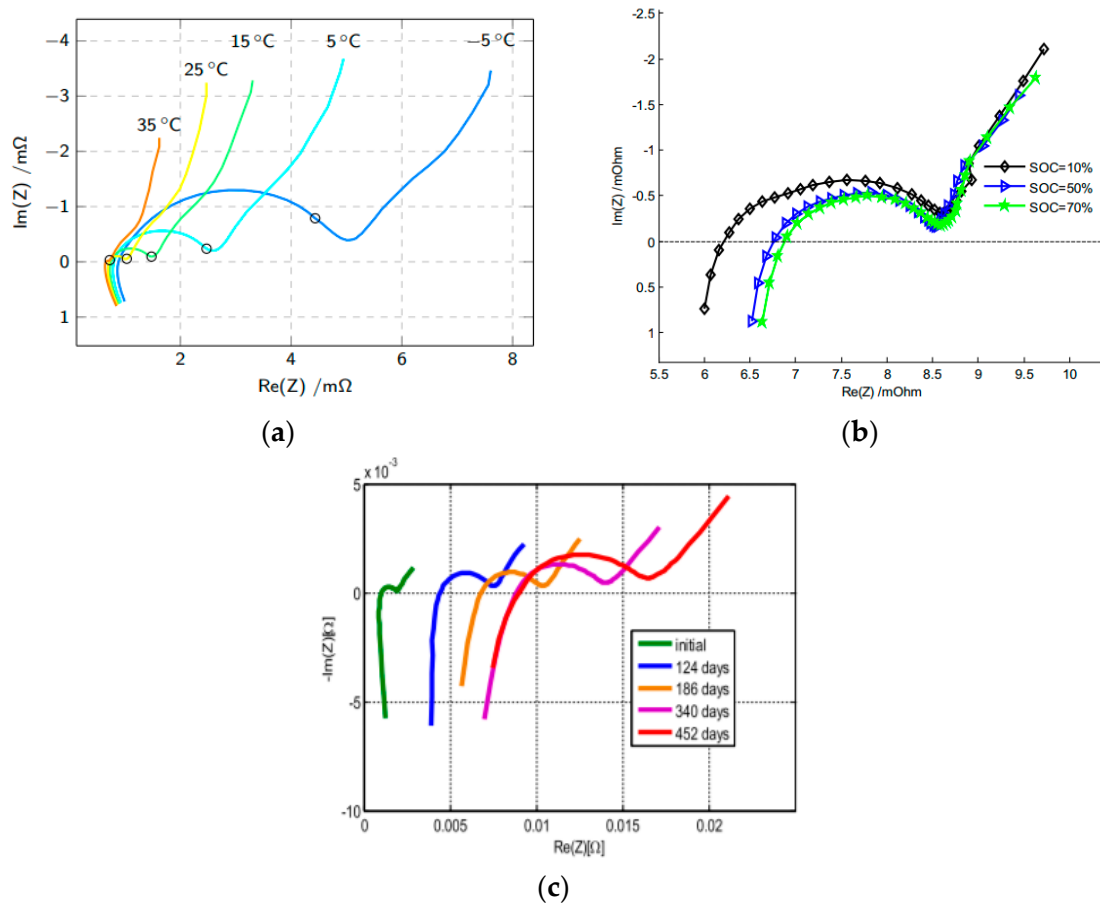 −4
−3
−2
−1
0
1
Im(Z) /mΩ
35 °C
25 °C
15 °C
5 °C
−5 °C
2
4
6
8
Re(Z) /mΩ
(a)
-2.5
-2
-1.5
-1
-0.5
0
0.5
1
Im(Z) /mOhm
SOC=10%
SOC=50%
SOC=70%
5.5
6
6.5
7
7.5
8
8.5
9
9.5
10
Re(Z) /mOhm
(b)
x 10⁻³
5
0
-5
-10
-Im(Z)[Ω]
initial
124 days
186 days
340 days
452 days
0
0.005
0.01
0.015
0.02
Re(Z)[Ω]
(c)